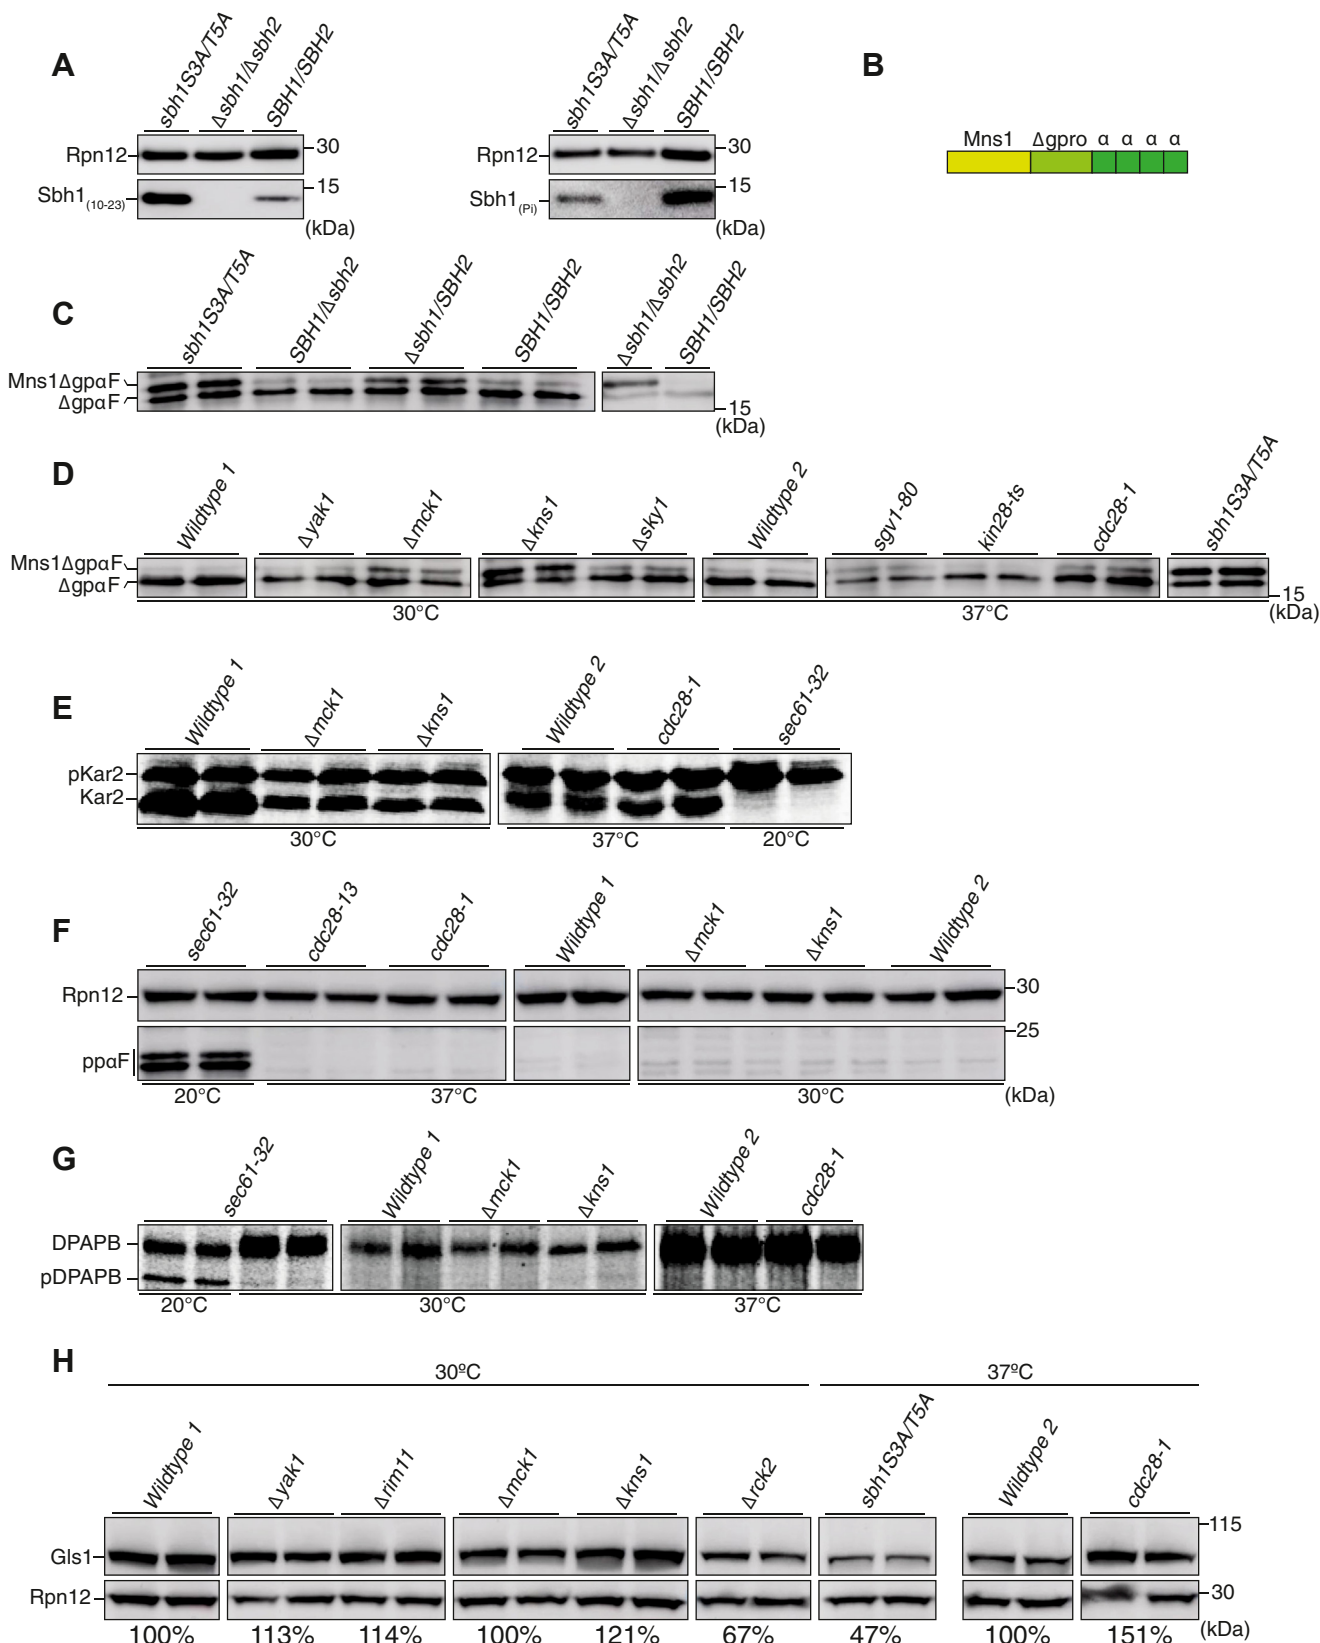 A
sbh1S3A/T5A
Δsbh1/Δsbh2
SBH1/SBH2
Rpn12
30
Sbh1(10-23)
15
(kDa)
sbh1S3A/T5A
Δsbh1/Δsbh2
SBH1/SBH2
Rpn12
30
Sbh1(Pi)
15
(kDa)
B
Mns1 Δgpro α α α α
C
sbh1S3A/T5A
SBH1/Δsbh2
Δsbh1/SBH2
SBH1/SBH2
Δsbh1/Δsbh2
SBH1/SBH2
Mns1ΔgpαF
ΔgpαF
15
(kDa)
D
Wildtype 1
Δyak1
Δmck1
Δkns1
Δsky1
Wildtype 2
sgv1-80
kin28-ts
cdc28-1
sbh1S3A/T5A
Mns1ΔgpαF
ΔgpαF
15
30°C
37°C
(kDa)
E
Wildtype 1
Δmck1
Δkns1
Wildtype 2
cdc28-1
sec61-32
pKar2
Kar2
30°C
37°C
20°C
F
sec61-32
cdc28-13
cdc28-1
Wildtype 1
Δmck1
Δkns1
Wildtype 2
Rpn12
30
25
ppαF
20°C
37°C
30°C
(kDa)
G
sec61-32
Wildtype 1
Δmck1
Δkns1
Wildtype 2
cdc28-1
DPAPB
pDPAPB
20°C
30°C
37°C
H
30ºC
37ºC
Wildtype 1
Δyak1
Δrim11
Δmck1
Δkns1
Δrck2
sbh1S3A/T5A
Wildtype 2
cdc28-1
115
Gls1
Rpn12
30
100%
113%
114%
100%
121%
67%
47%
100%
151%
(kDa)